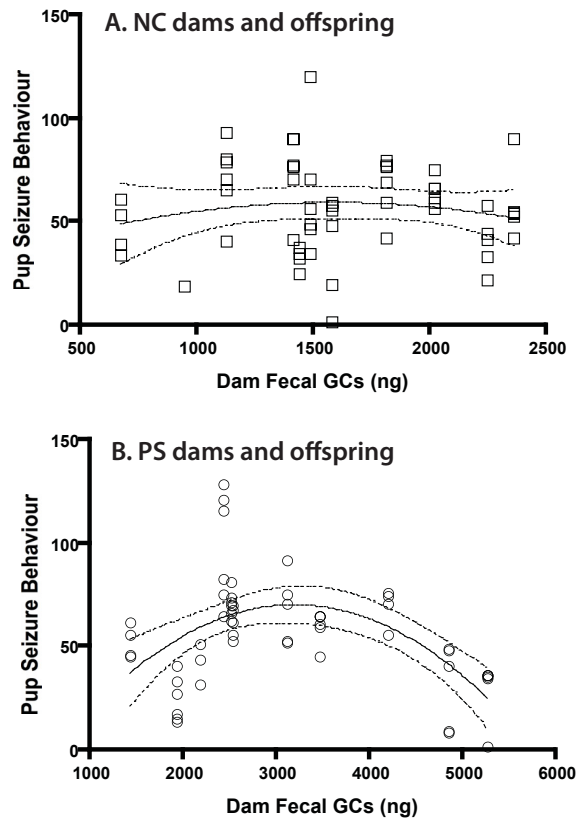 A. NC dams and offspring
150
100
50
0
Pup Seizure Behaviour
500 1000 1500 2000 2500
Dam Fecal GCs (ng)
B. PS dams and offspring
150
100
50
0
Pup Seizure Behaviour
1000 2000 3000 4000 5000 6000
Dam Fecal GCs (ng)